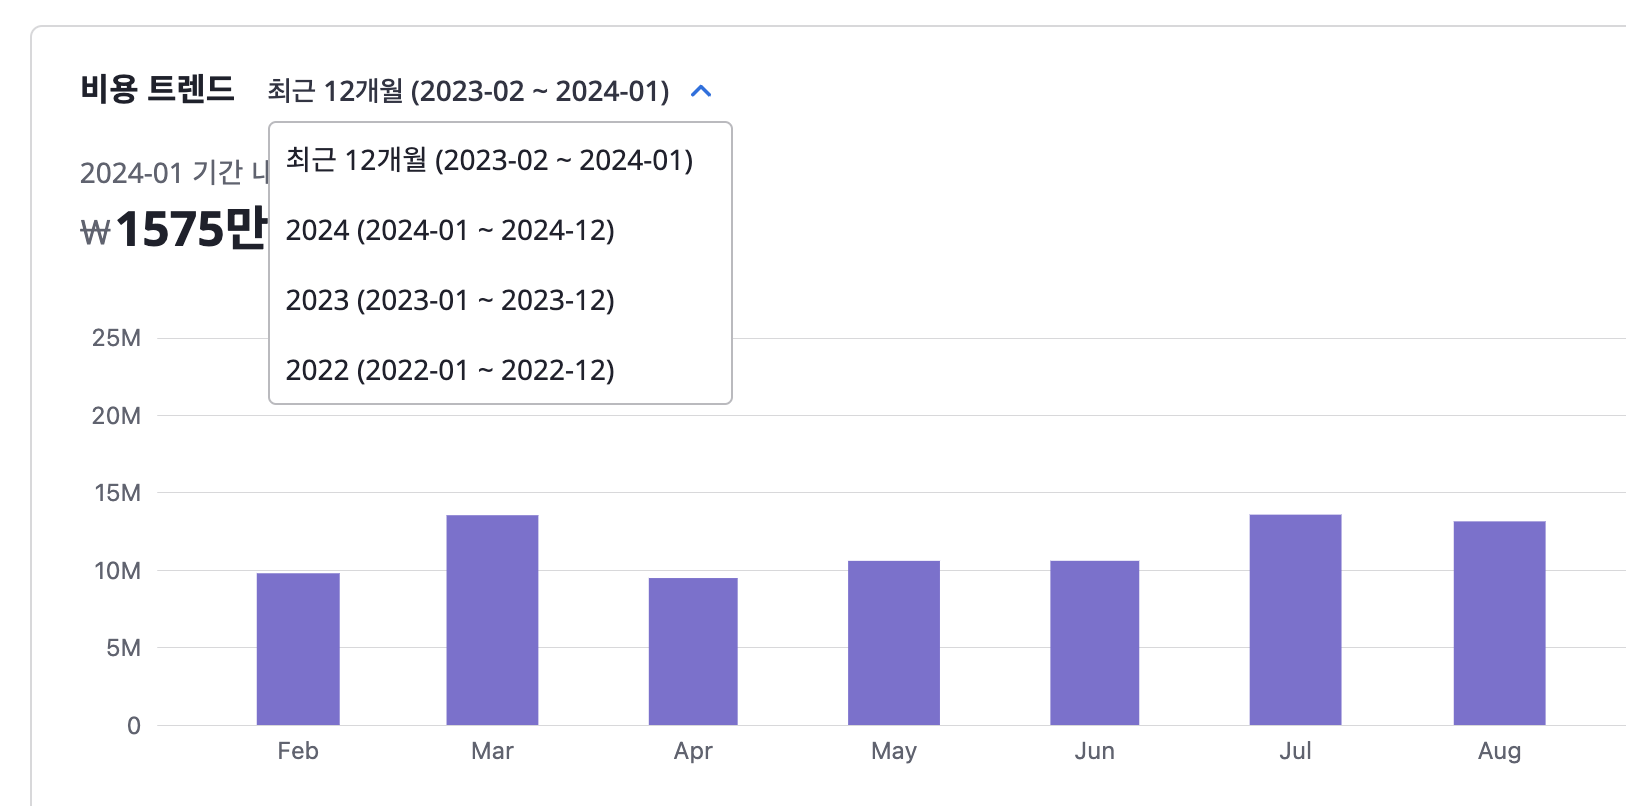 비용 트렌드 최근 12개월 (2023-02 ~ 2024-01)
최근 12개월 (2023-02 ~ 2024-01)
2024 (2024-01 ~ 2024-12)
2023 (2023-01 ~ 2023-12)
2022 (2022-01 ~ 2022-12)
2024-01 기간
₩1575만
25M
20M
15M
10M
5M
0
Feb Mar Apr May Jun Jul Aug